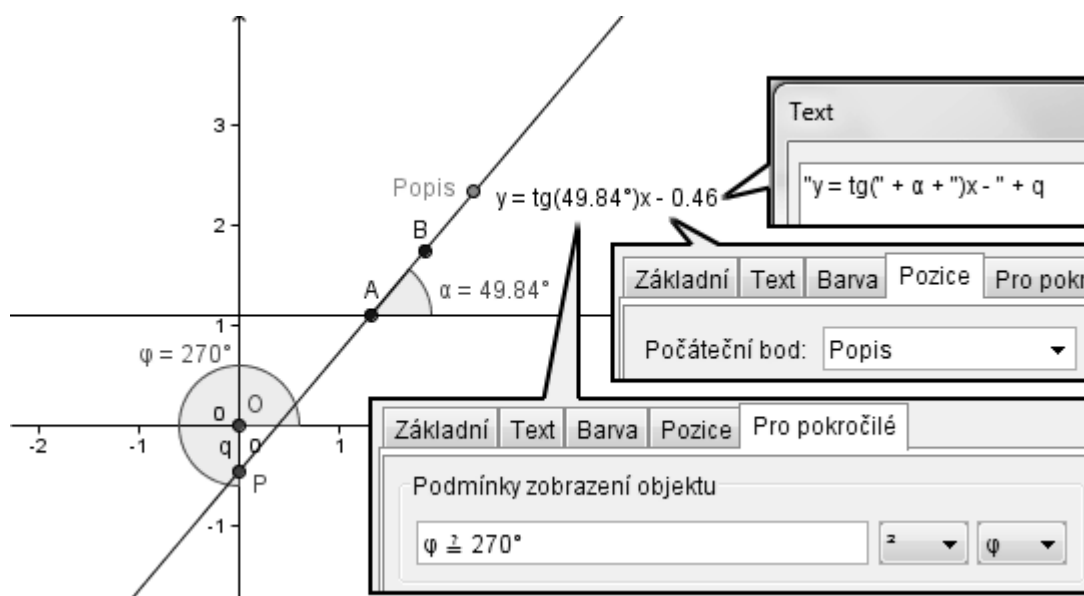 3
Text
"y = tg(" + α + ")x - " + q
Popis
y = tg(49.84°)x - 0.46
2
B
Základní Text Barva Pozice Pro pokr
A
α = 49.84°
1
φ = 270°
Počáteční bod: Popis
0
O
-2
-1
q
0
1
P
-1
Základní Text Barva Pozice Pro pokročilé
Podmínky zobrazení objektu
φ ≟ 270°
²
φ